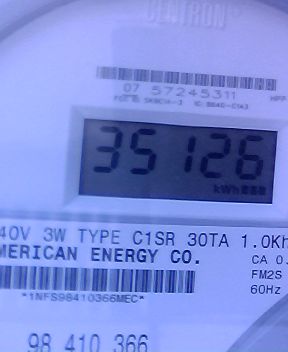 CENTRON®
07 57245311
35126
kWh
40V 3W TYPE C1SR 30TA 1.0Kh
MERICAN ENERGY CO.
CA 0.
FM2S
*1NFS98410366MEC*
60Hz
98 410 366